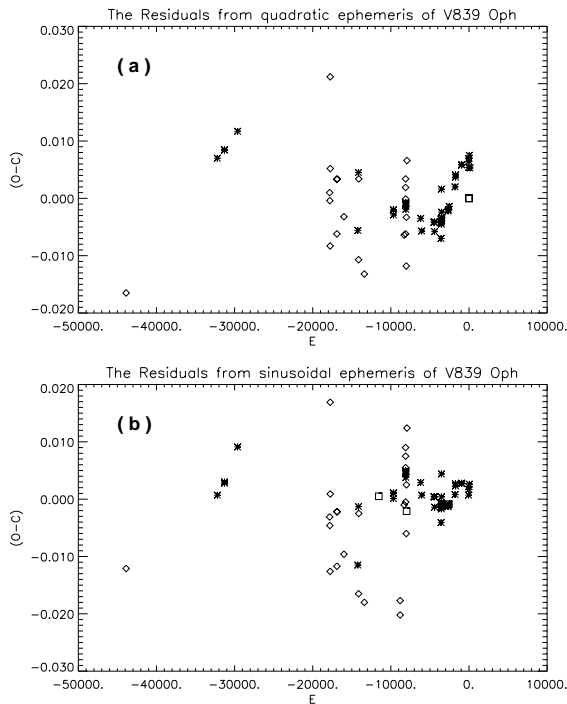 The Residuals from quadratic ephemeris of V839 Oph
0.030
(a)
0.020
0.010
(O-C)
0.000
-0.010
-0.020
-50000. -40000. -30000. -20000. -10000. 0. 10000.
E
The Residuals from sinusoidal ephemeris of V839 Oph
0.020
(b)
0.010
0.000
(O-C)
-0.010
-0.020
-0.030
-50000. -40000. -30000. -20000. -10000. 0. 10000.
E